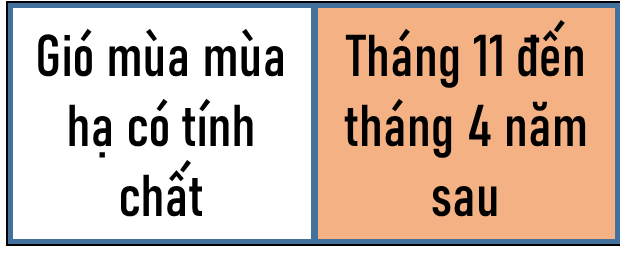 Gió mùa mùa
hạ có tính
chất
Tháng 11 đến
tháng 4 năm
sau